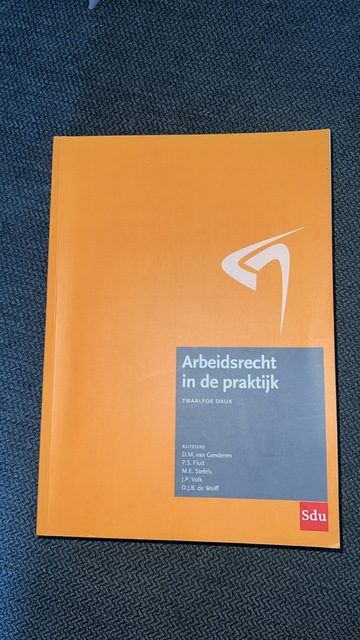 Arbeidsrecht
in de praktijk
TWAALFDE DRUK
AUTEURS
D.M. van Genderen
P.S. Fluit
M.E. Stefels
J.P. Volk
D.J.B. de Wolff
Sdu